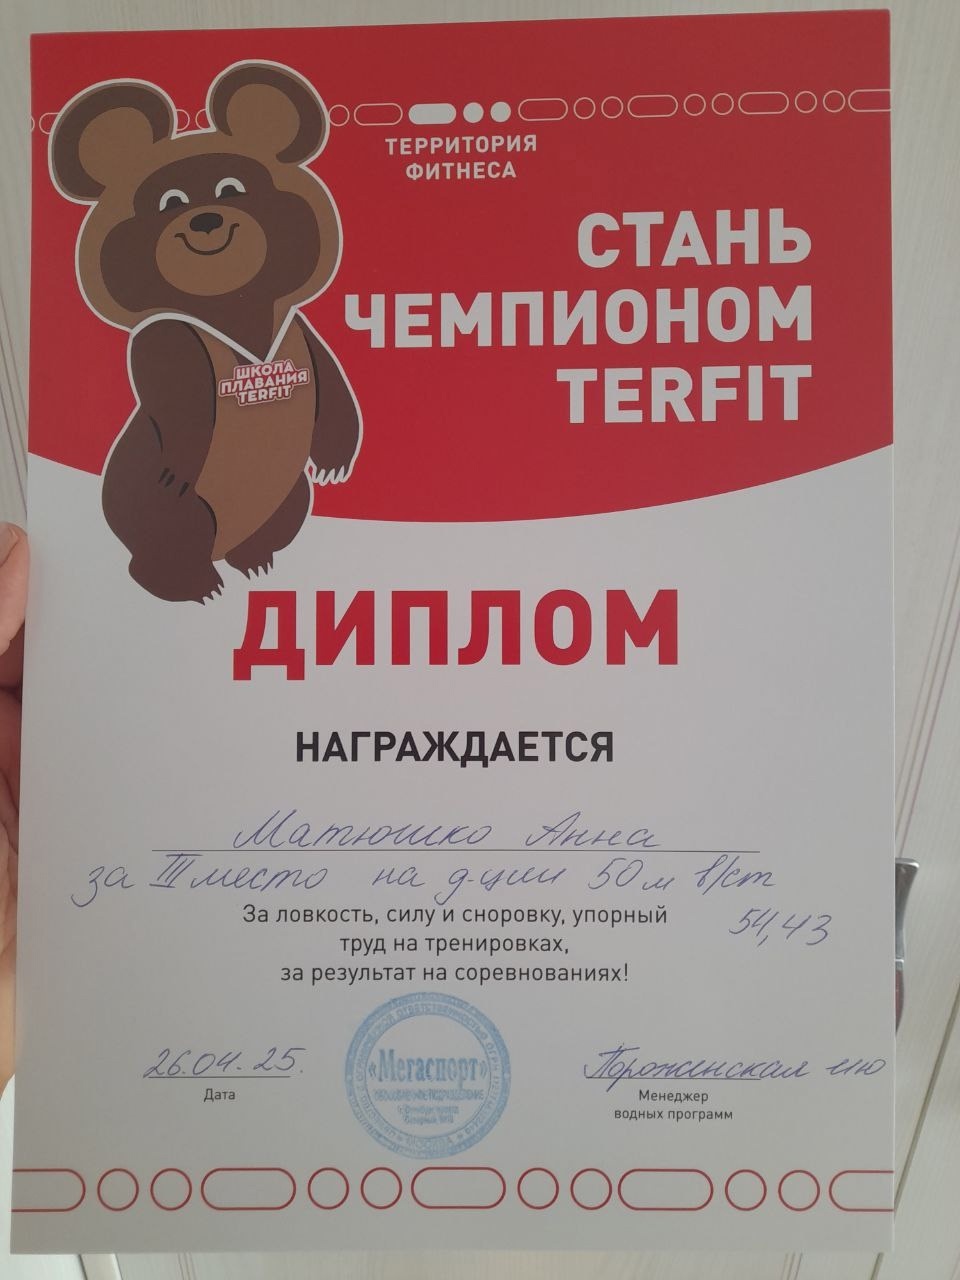 ТЕРРИТОРИЯ
ФИТНЕСА
СТАНЬ
ЧЕМПИОНОМ
TERFIT
ШКОЛА
ПЛАВАНИЯ
TERFIT
ДИПЛОМ
НАГРАЖДАЕТСЯ
Матюшко Анна
за III место на д-ции 50 м в/ст
54,43
За ловкость, силу и сноровку, упорный
труд на тренировках,
за результат на соревнованиях!
26.04.25.
Дата
«Мегаспорт»
МОСКВА
Менеджер
водных программ